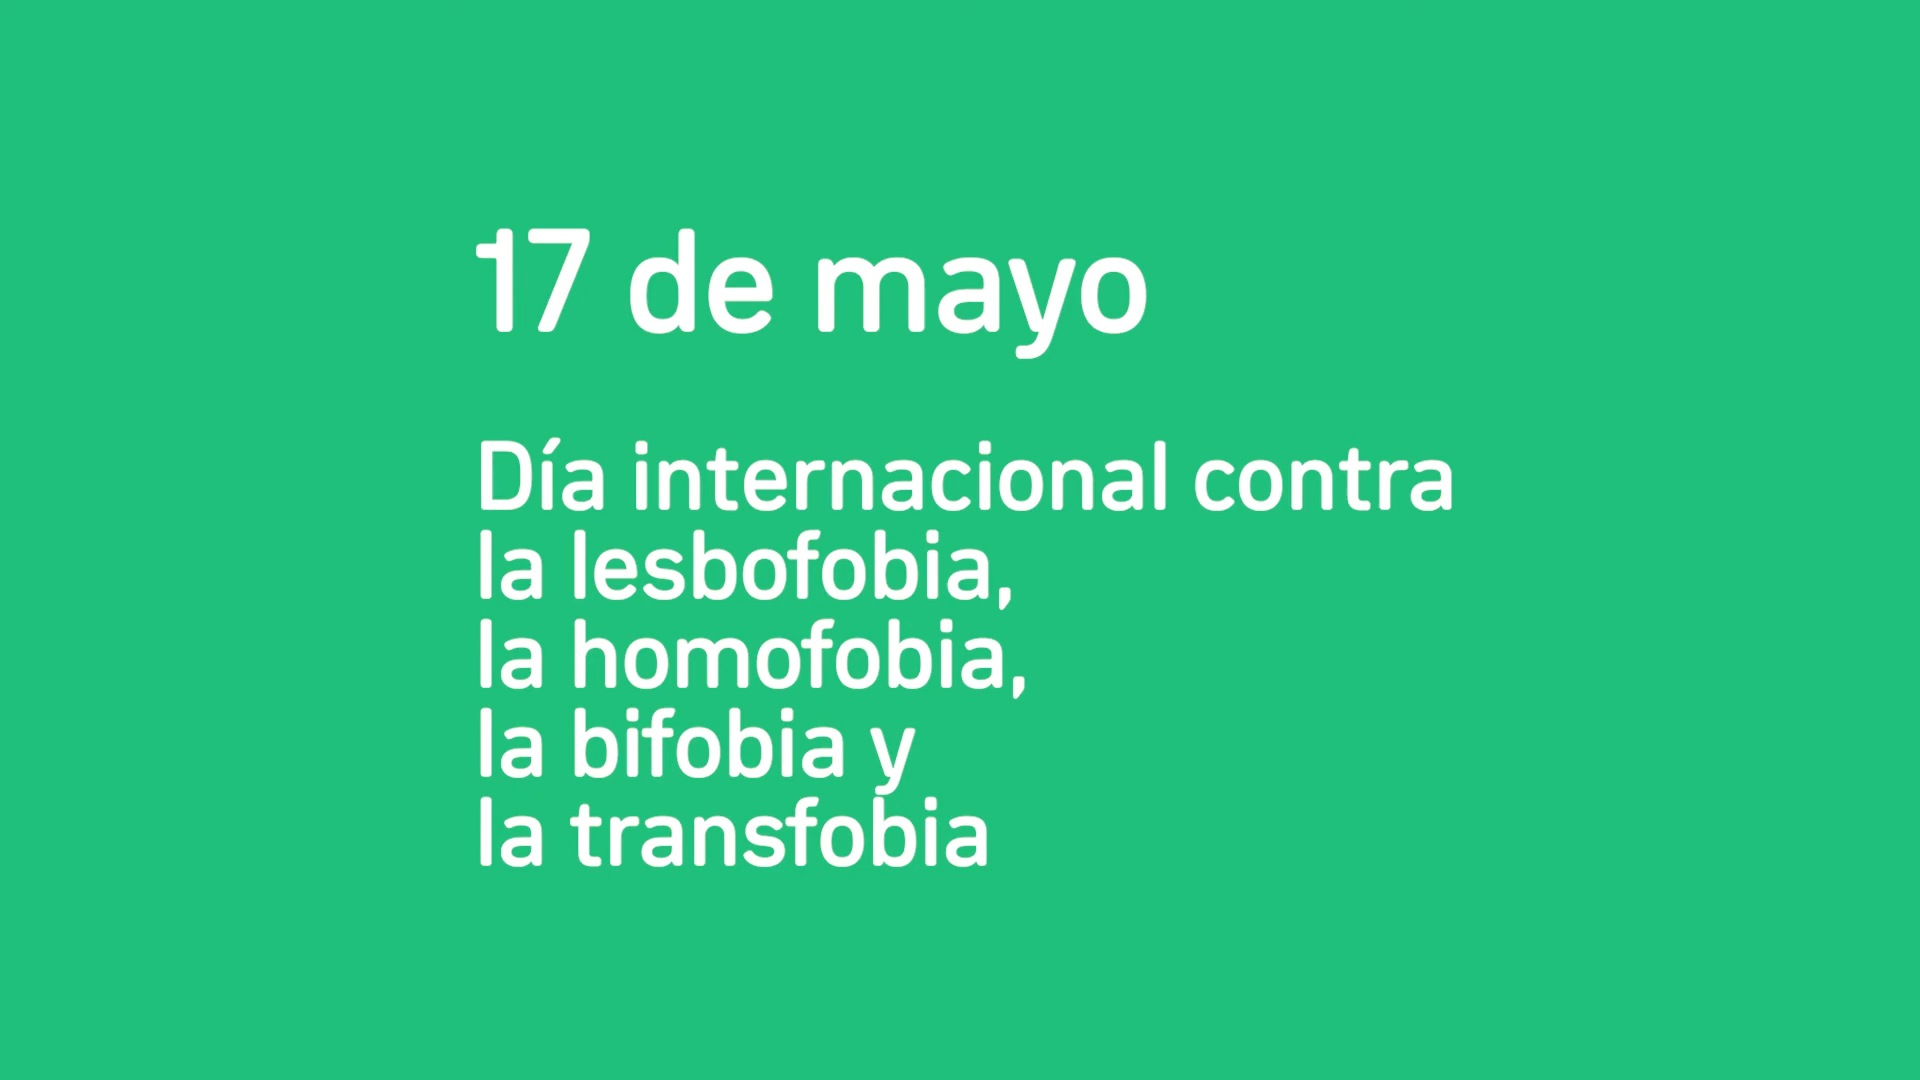 17 de mayo
Día internacional contra
la lesbofobia,
la homofobia,
la bifobia y
la transfobia